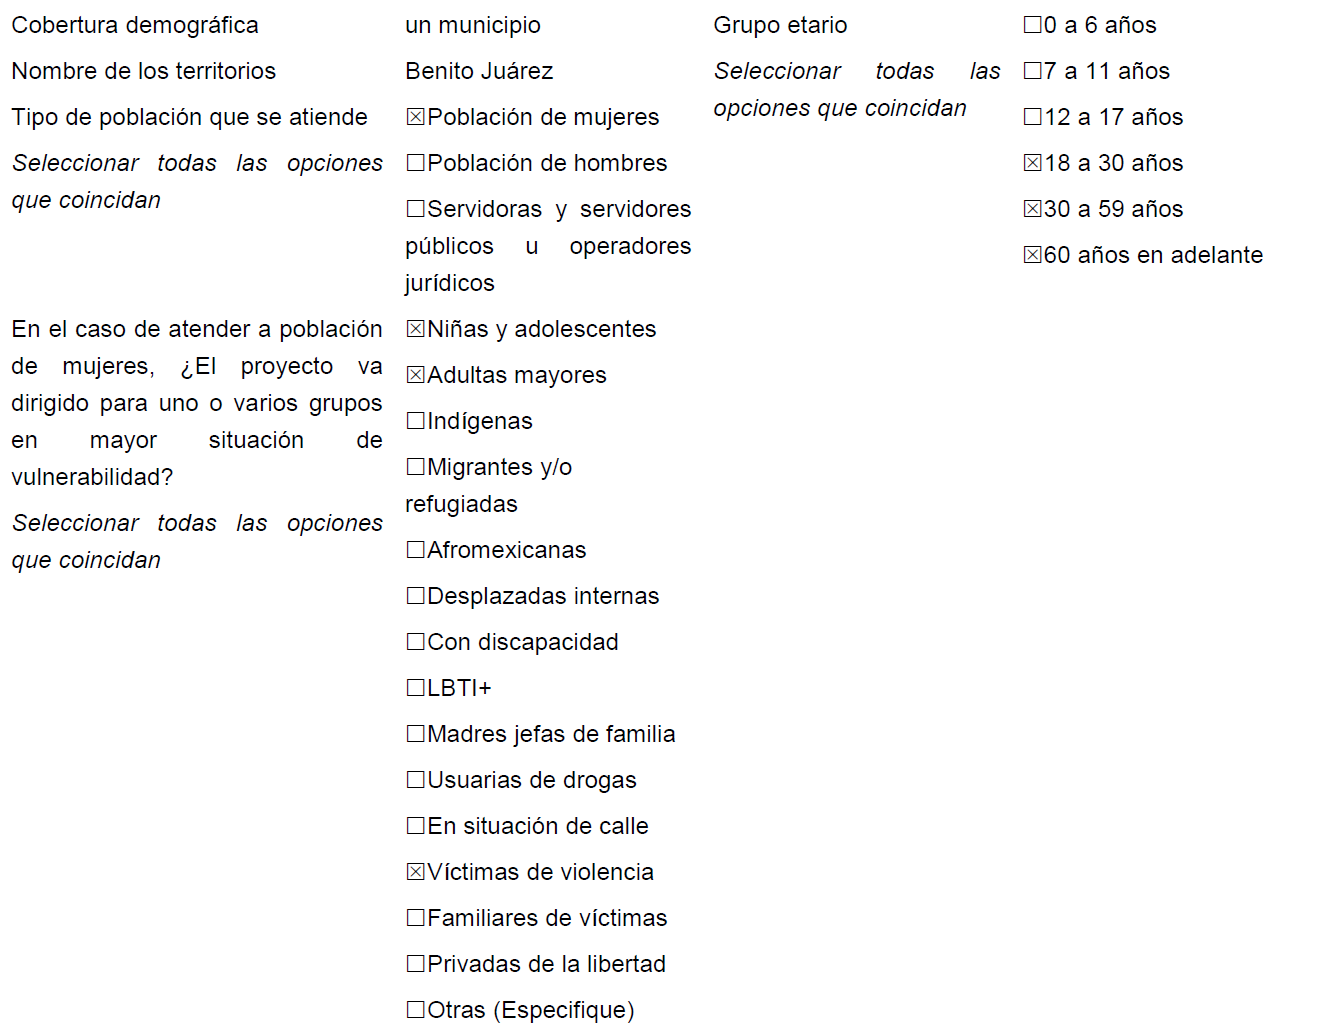 Cobertura demográfica
un municipio
Nombre de los territorios
Benito Juárez
Tipo de población que se atiende
Seleccionar todas las opciones
que coincidan
☒Población de mujeres
☐Población de hombres
☐Servidoras y servidores
públicos u operadores
jurídicos
En el caso de atender a población
de mujeres, ¿El proyecto va
dirigido para uno o varios grupos
en mayor situación de
vulnerabilidad?
Seleccionar todas las opciones
que coincidan
☒Niñas y adolescentes
☒Adultas mayores
☐Indígenas
☐Migrantes y/o
refugiadas
☐Afromexicanas
☐Desplazadas internas
☐Con discapacidad
☐LBTI+
☐Madres jefas de familia
☐Usuarias de drogas
☐En situación de calle
☒Víctimas de violencia
☐Familiares de víctimas
☐Privadas de la libertad
☐Otras (Especifique)
Grupo etario
Seleccionar todas las
opciones que coincidan
☐0 a 6 años
☐7 a 11 años
☐12 a 17 años
☒18 a 30 años
☒30 a 59 años
☒60 años en adelante